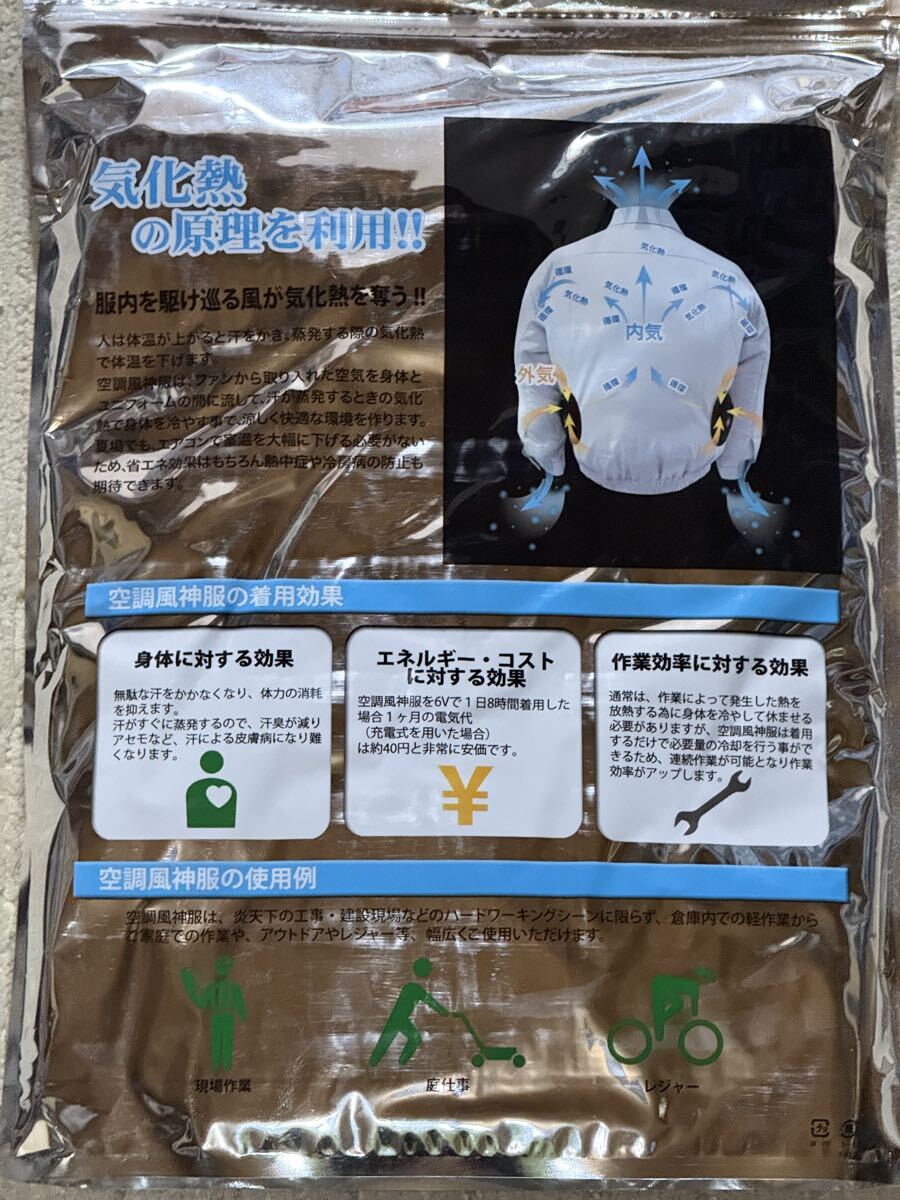 気化熱
の原理を利用!!
服内を駆け巡る風が気化熱を奪う!!
人は体温が上がると汗をかき、蒸発する際の気化熱
で体温を下げます。
空調風神服は、ファンから取り入れた空気を身体と
ユニフォームの間に流して、汗が蒸発するときの気化
熱で身体を冷やす事で、涼しく快適な環境を作ります。
夏場でも、エアコンで室温を大幅に下げる必要がない
ため、省エネ効果はもちろん熱中症や冷房病の防止も
期待できます。
気化熱
循環
気化熱
気化熱
循環
気化熱
気化熱
循環
循環
循環
内気
外気
循環
循環
空調風神服の着用効果
身体に対する効果
無駄な汗をかかなくなり、体力の消耗
を抑えます。
汗がすぐに蒸発するので、汗臭が減り
アセモなど、汗による皮膚病になり難
くなります。
エネルギー・コスト
に対する効果
空調風神服を6Vで1日8時間着用した
場合1ヶ月の電気代
（充電式を用いた場合）
は約40円と非常に安価です。
¥
作業効率に対する効果
通常は、作業によって発生した熱を
放熱する為に身体を冷やして休ませる
必要がありますが、空調風神服は着用
するだけで必要量の冷却を行う事がで
きるため、連続作業が可能となり作業
効率がアップします。
空調風神服の使用例
空調風神服は、炎天下の工事・建設現場などのハードワーキングシーンに限らず、倉庫内での軽作業から
ご家庭での作業や、アウトドアやレジャー等、幅広くご使用いただけます。
現場作業
庭仕事
レジャー
プラ